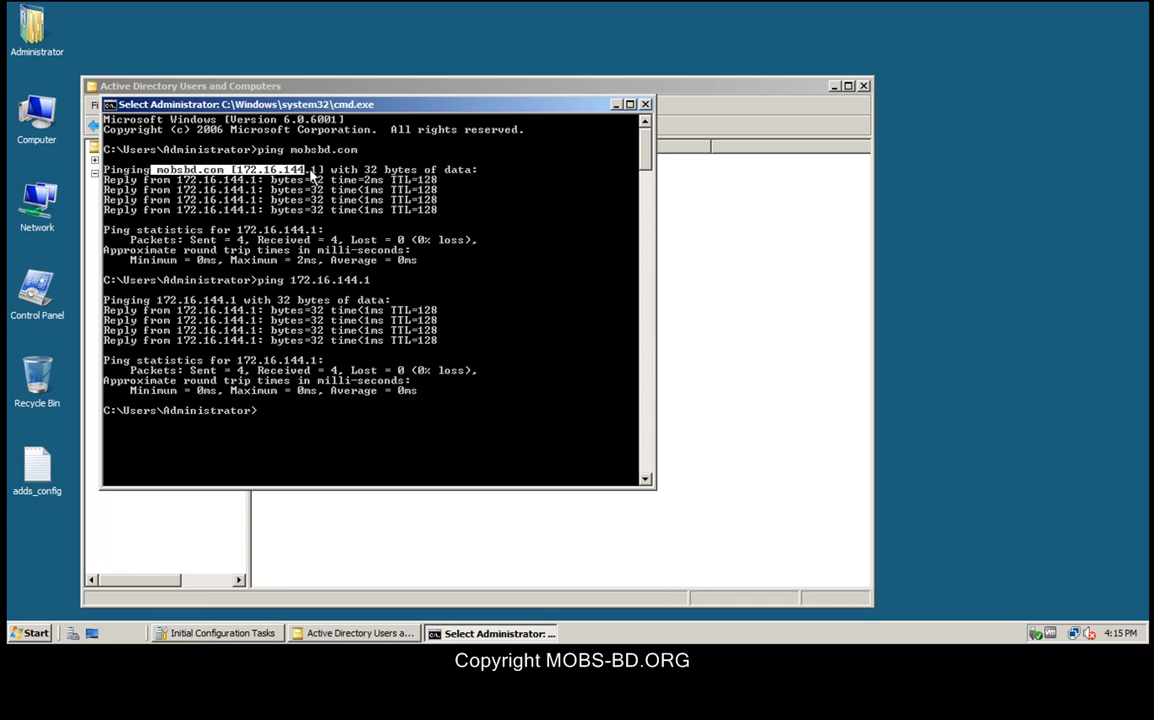 Administrator
Computer
Network
Control Panel
Recycle Bin
adds_config
Active Directory Users and Computers
Fi
Select Administrator: C:\Windows\system32\cmd.exe
Microsoft Windows [Version 6.0.6001]
Copyright (c) 2006 Microsoft Corporation.  All rights reserved.
C:\Users\Administrator>ping mobsbd.com
Pinging mobsbd.com [172.16.144.1] with 32 bytes of data:
Reply from 172.16.144.1: bytes=32 time=2ms TTL=128
Reply from 172.16.144.1: bytes=32 time<1ms TTL=128
Reply from 172.16.144.1: bytes=32 time<1ms TTL=128
Reply from 172.16.144.1: bytes=32 time<1ms TTL=128
Ping statistics for 172.16.144.1:
Packets: Sent = 4, Received = 4, Lost = 0 (0% loss),
Approximate round trip times in milli-seconds:
Minimum = 0ms, Maximum = 2ms, Average = 0ms
C:\Users\Administrator>ping 172.16.144.1
Pinging 172.16.144.1 with 32 bytes of data:
Reply from 172.16.144.1: bytes=32 time<1ms TTL=128
Reply from 172.16.144.1: bytes=32 time<1ms TTL=128
Reply from 172.16.144.1: bytes=32 time<1ms TTL=128
Reply from 172.16.144.1: bytes=32 time<1ms TTL=128
Ping statistics for 172.16.144.1:
Packets: Sent = 4, Received = 4, Lost = 0 (0% loss),
Approximate round trip times in milli-seconds:
Minimum = 0ms, Maximum = 0ms, Average = 0ms
C:\Users\Administrator>
Start
Initial Configuration Tasks
Active Directory Users a...
Select Administrator: ...
4:15 PM
Copyright MOBS-BD.ORG